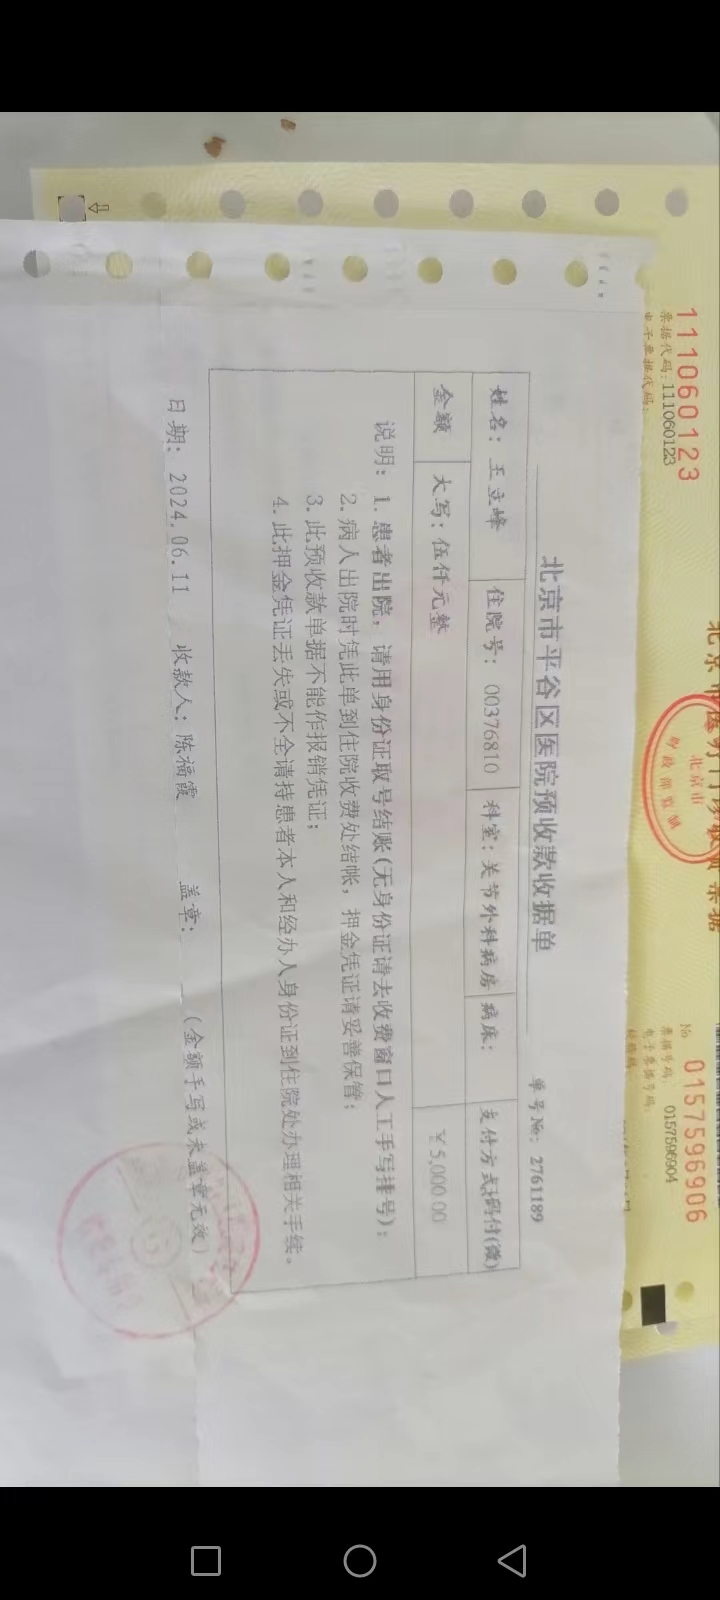 北京市平谷区医院预收款收据单
单号№: 2761189
姓名: 王立峰 住院号: 00376810 科室: 关节外科病房 病床: 支付方式:码付(微)
金额 大写: 伍仟元整 ￥5,000.00
说明: 1.患者出院，请用身份证取号结账(无身份证请去收费窗口人工手写排号);
2.病人出院时凭此单到住院收费处结帐，押金凭证请妥善保管;
3.此预收款单据不能作报销凭证;
4.此押金凭证丢失或不全请持患者本人和经办人身份证到住院处办理相关手续。
日期: 2024.06.11 收款人: 陈福霞 盖章: (金额手写或未盖章无效)
111060123
票据代码: 111060123
电子票据代码:
北京市
财政部监制
№ 0157596906
票据号码: 0157596904
电子票据号码:
校验码: